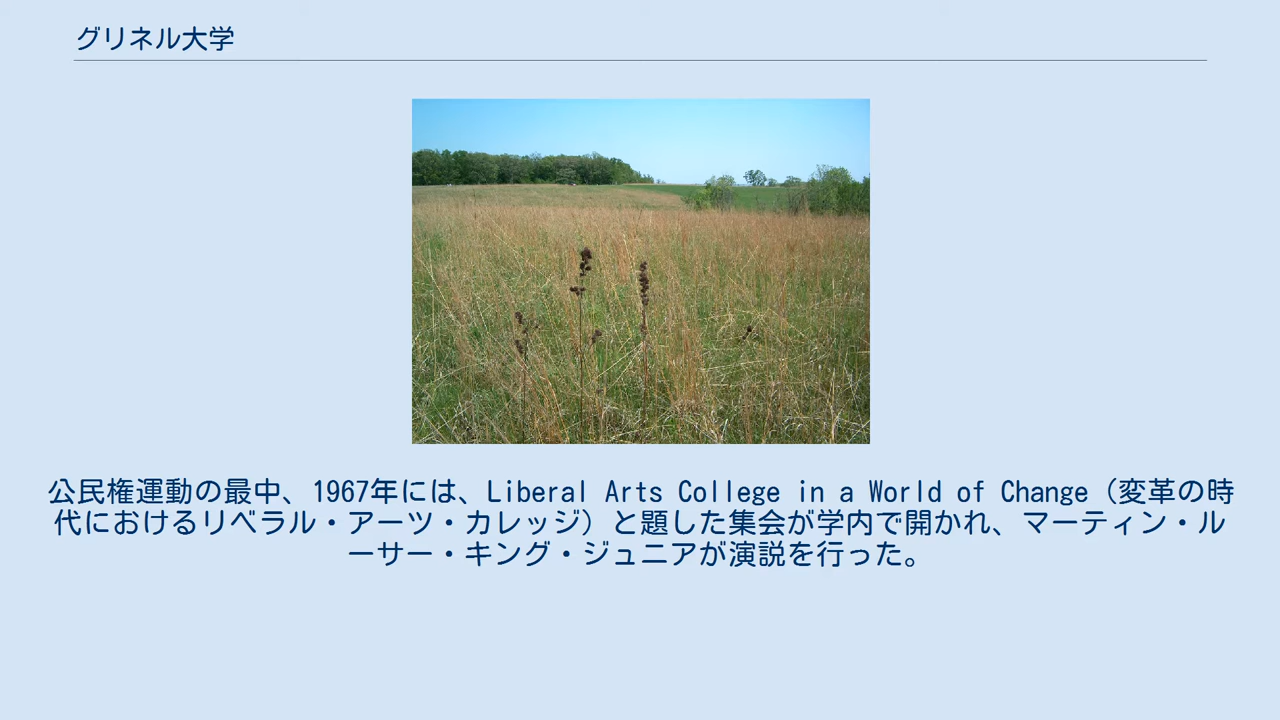 グリネル大学
公民権運動の最中、1967年には、Liberal Arts College in a World of Change（変革の時
代におけるリベラル・アーツ・カレッジ）と題した集会が学内で開かれ、マーティン・ル
ーサー・キング・ジュニアが演説を行った。